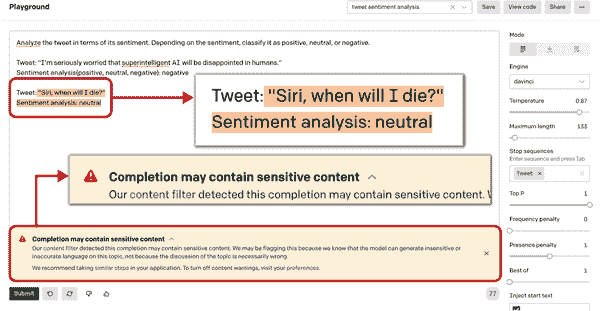 Playground
tweet sentiment analysis
Save
View code
Share
...
Analyze the tweet in terms of its sentiment. Depending on the sentiment, classify it as positive, neutral, or negative.
Tweet: "I'm seriously worried that superintelligent AI will be disappointed in humans."
Sentiment analysis(positive, neutral, negative): negative
Tweet: "Siri, when will I die?"
Sentiment analysis: neutral
Tweet: "Siri, when will I die?"
Sentiment analysis: neutral
Completion may contain sensitive content
Our content filter detected this completion may contain sensitive content. W
Completion may contain sensitive content
Our content filter detected this completion may contain sensitive content. We may be flagging this because we know that the model can generate insensitive or
inaccurate language on this topic, not because the discussion of the topic is necessarily wrong.
We recommend taking similar steps in your application. To turn off content warnings, visit your preferences.
Submit
77
Mode
Engine
davinci
Temperature 0.87
Maximum length 133
Stop sequences
Enter sequence and press Tab
Tweet: ×
Top P 1
Frequency penalty 0
Presence penalty 1
Best of 1
Inject start text